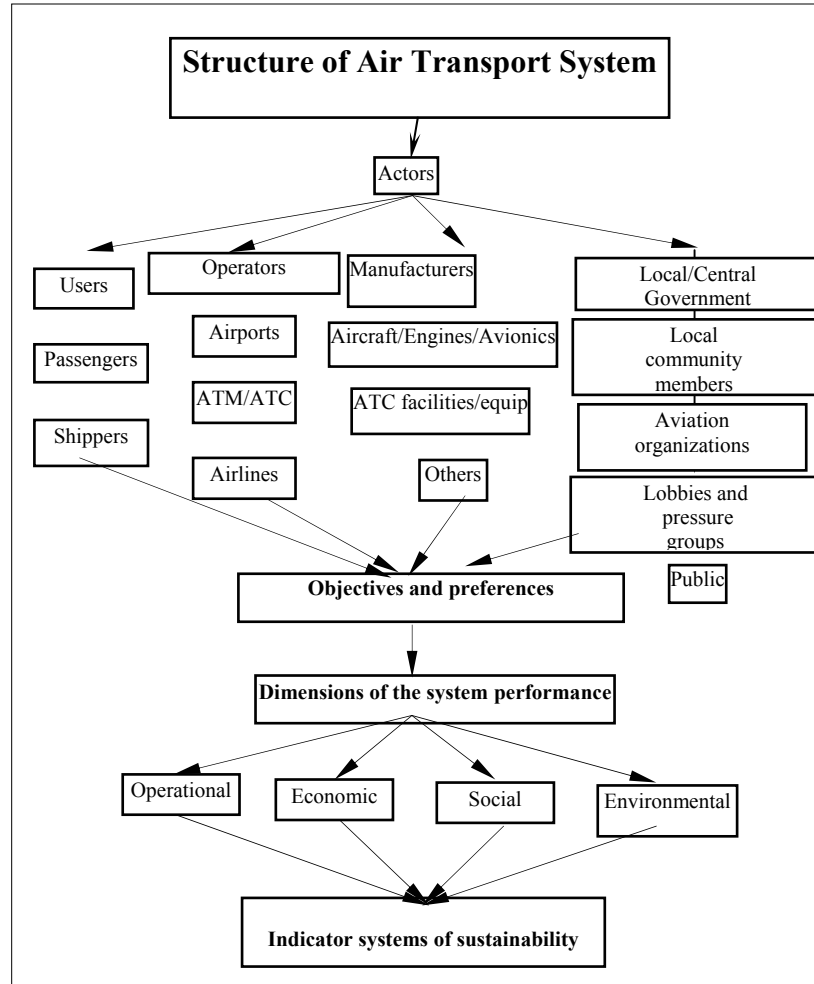 Structure of Air Transport System
Actors
Users
Operators
Manufacturers
Local/Central
Government
Passengers
Airports
Aircraft/Engines/Avionics
Local
community
members
Shippers
ATM/ATC
ATC facilities/equip
Aviation
organizations
Airlines
Others
Lobbies and
pressure
groups
Public
Objectives and preferences
Dimensions of the system performance
Operational
Economic
Social
Environmental
Indicator systems of sustainability